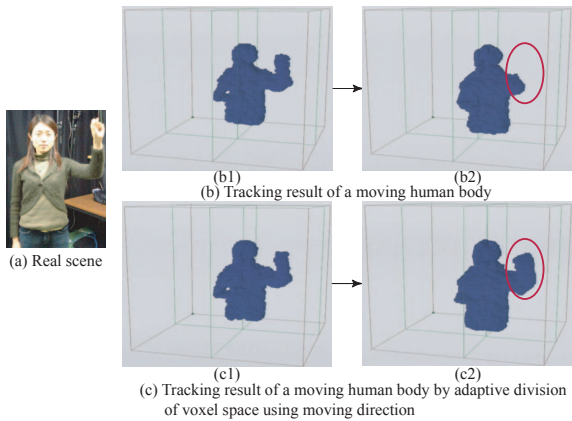 (b1)
(b2)
(b) Tracking result of a moving human body
(a) Real scene
(c1)
(c2)
(c) Tracking result of a moving human body by adaptive division
of voxel space using moving direction